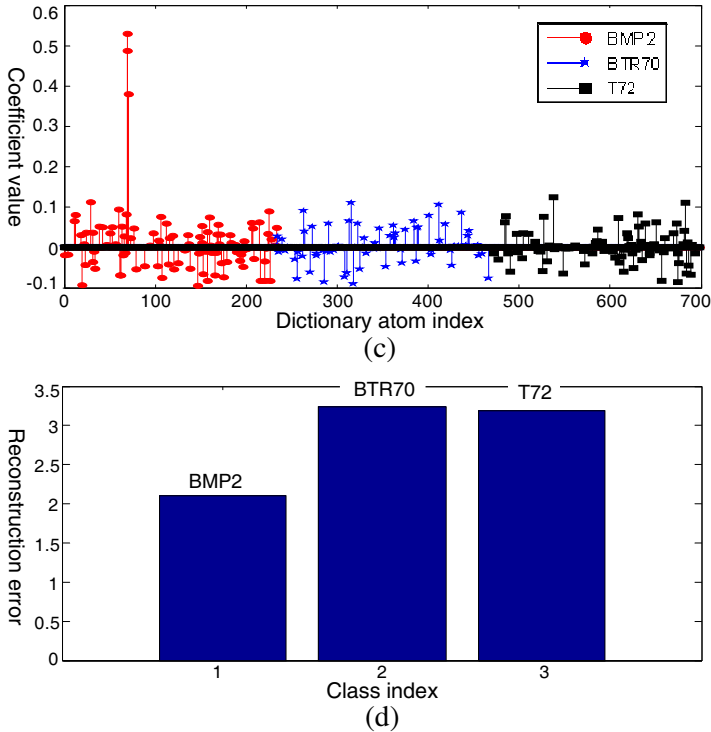 0.6
0.5
0.4
0.3
0.2
0.1
0
-0.1
Coefficient value
BMP2
BTR70
T72
0 100 200 300 400 500 600 700
Dictionary atom index
(c)
3.5
3
2.5
2
1.5
1
0.5
0
Reconstruction error
BMP2
BTR70
T72
1 2 3
Class index
(d)